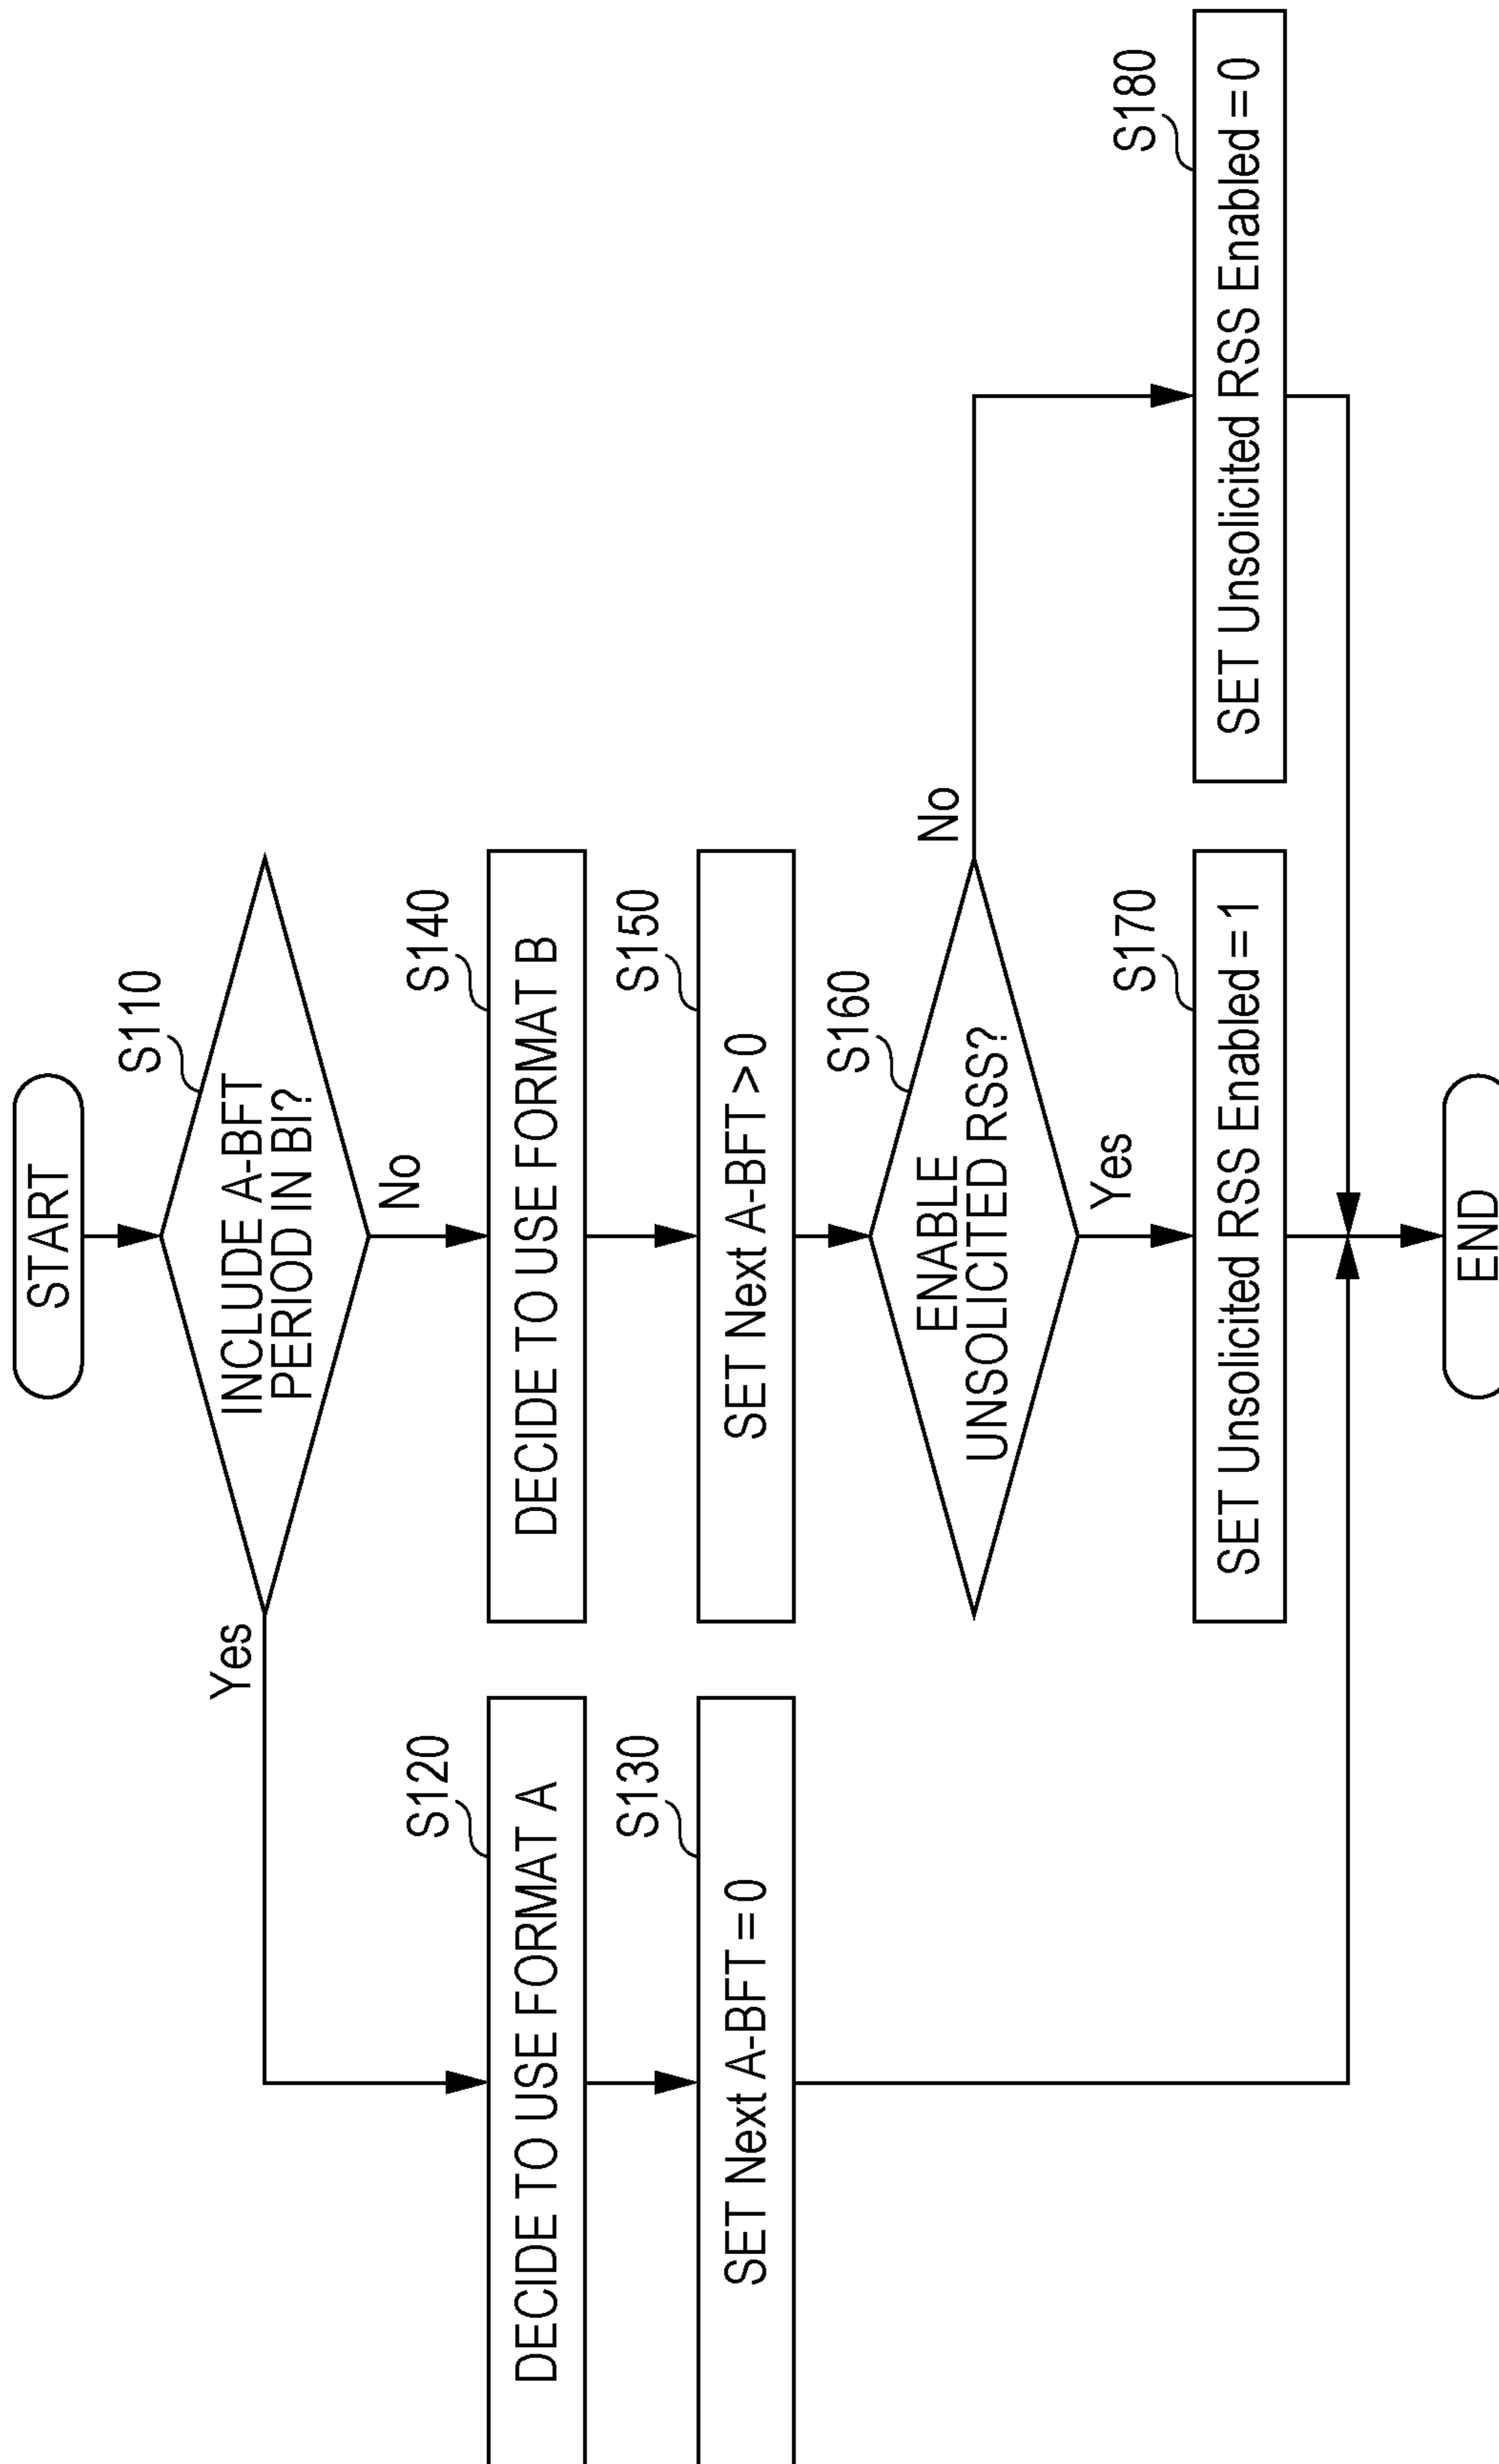 START
S110
INCLUDE A-BFT
PERIOD IN BI?
Yes
No
S120
DECIDE TO USE FORMAT A
S140
DECIDE TO USE FORMAT B
S130
SET Next A-BFT = 0
S150
SET Next A-BFT > 0
S160
ENABLE
UNSOLICITED RSS?
No
Yes
S170
SET Unsolicited RSS Enabled = 1
S180
SET Unsolicited RSS Enabled = 0
END